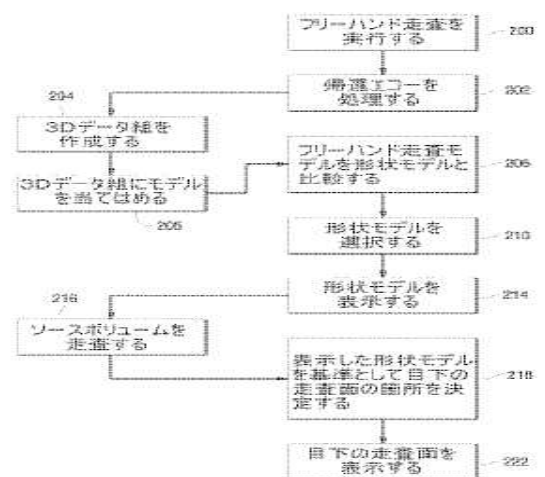 フリーハンド走査を
実行する
200
帰還エコーを
処理する
202
204
3Dデータ組を
作成する
3Dデータ組にモデル
を当てはめる
205
フリーハンド走査モ
デルを形状モデルと
比較する
206
形状モデルを
選択する
210
形状モデルを
表示する
214
216
ソースボリュームを
走査する
表示した形状モデル
を基準として目下の
走査面の箇所を決
定する
218
目下の走査面を
表示する
222